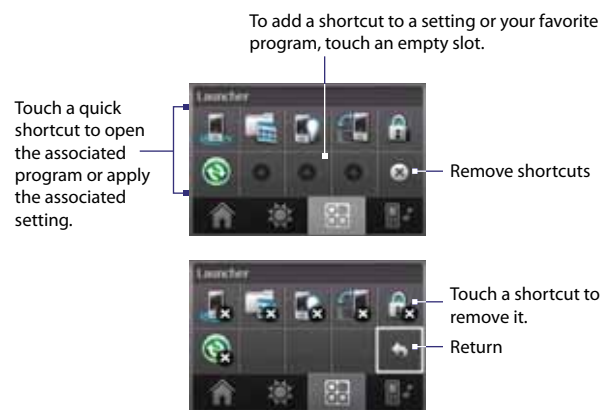 To add a shortcut to a setting or your favorite
program, touch an empty slot.
Launcher
Touch a quick
shortcut to open
the associated
program or apply
the associated
setting.
Remove shortcuts
Launcher
Touch a shortcut to
remove it.
Return